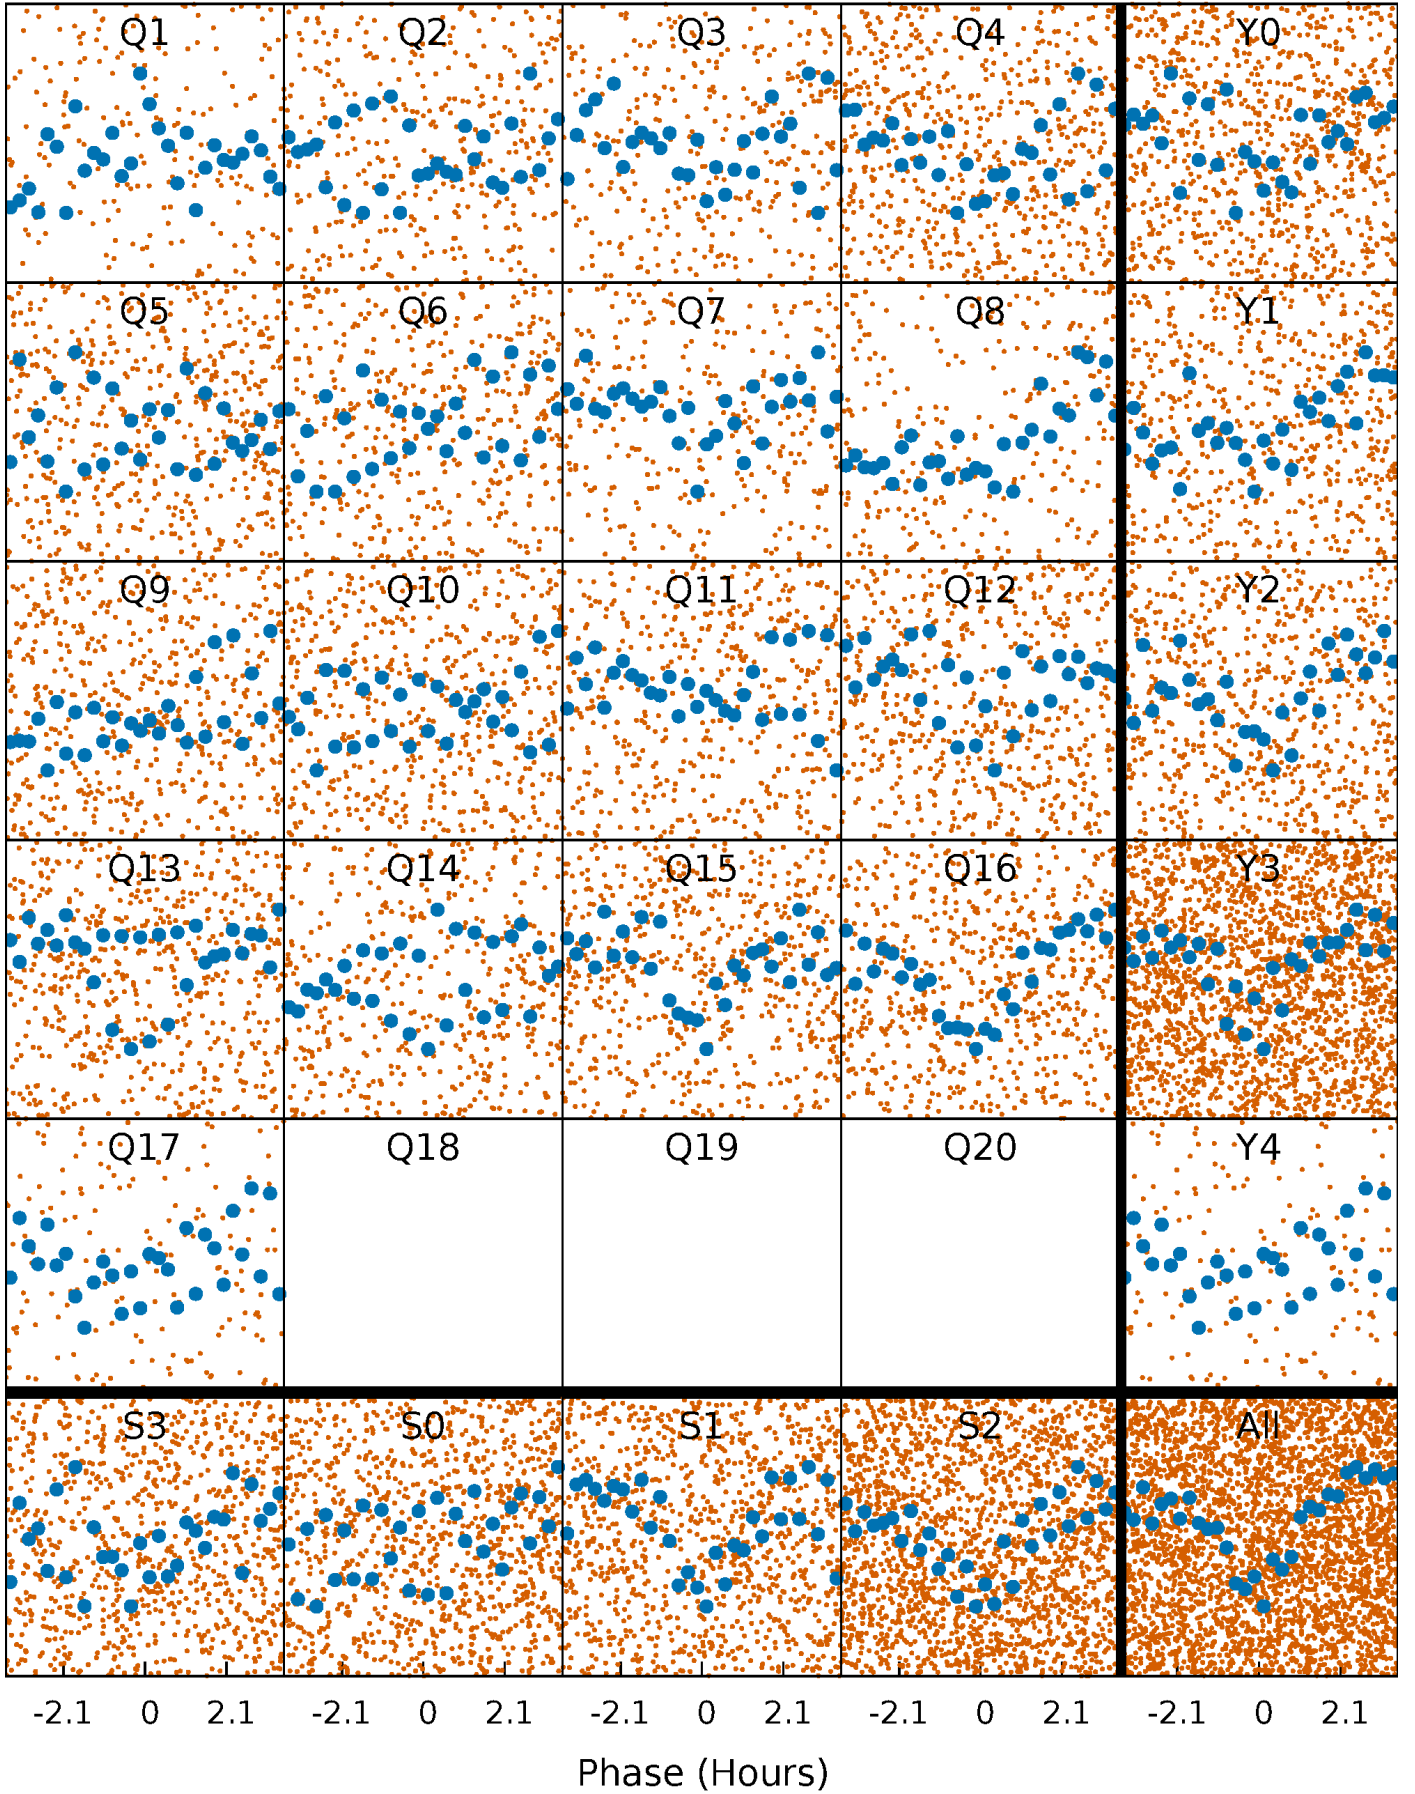 Q1 Q2 Q3 Q4 Y0
Q5 Q6 Q7 Q8 Y1
Q9 Q10 Q11 Q12 Y2
Q13 Q14 Q15 Q16 Y3
Q17 Q18 Q19 Q20 Y4
S3 S0 S1 S2 All
-2.1 0 2.1 -2.1 0 2.1 -2.1 0 2.1 -2.1 0 2.1 -2.1 0 2.1
Phase (Hours)